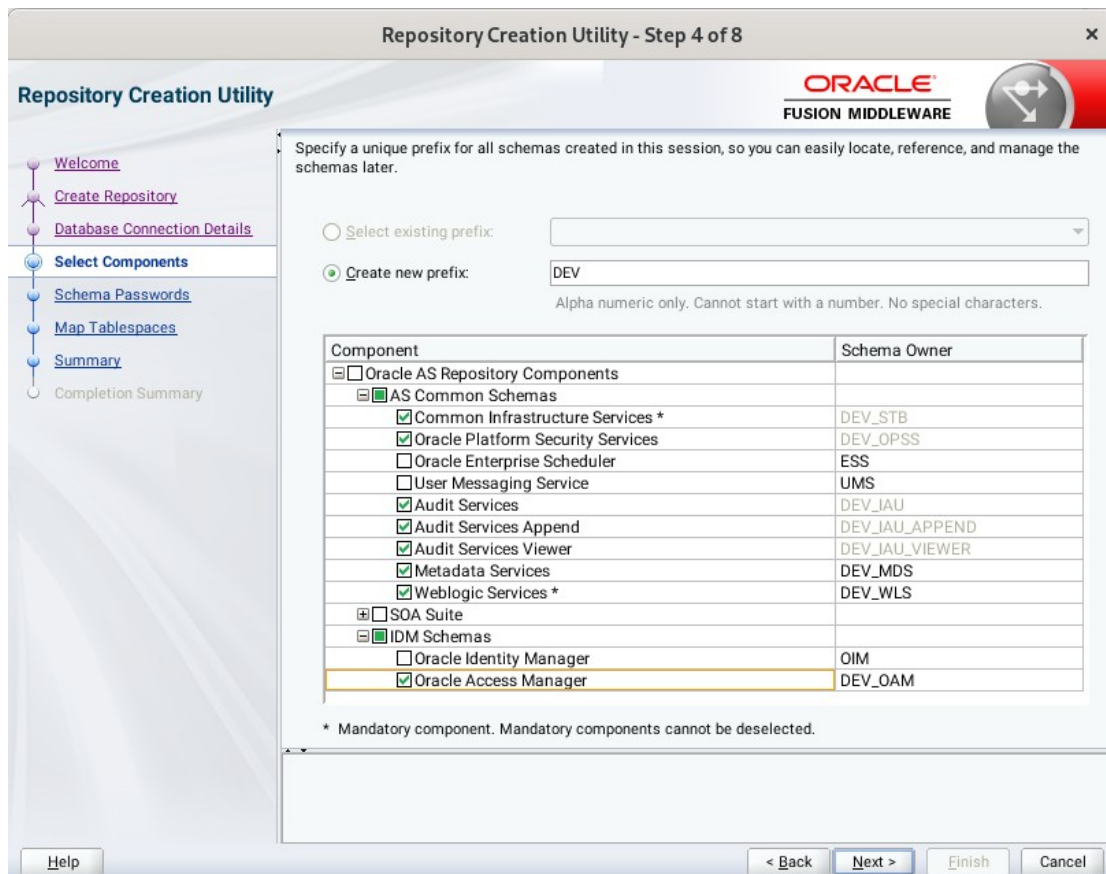 Repository Creation Utility - Step 4 of 8
Repository Creation Utility
ORACLE
FUSION MIDDLEWARE
Welcome
Create Repository
Database Connection Details
Select Components
Schema Passwords
Map Tablespaces
Summary
Completion Summary
Specify a unique prefix for all schemas created in this session, so you can easily locate, reference, and manage the
schemas later.
Select existing prefix:
Create new prefix: DEV
Alpha numeric only. Cannot start with a number. No special characters.
Component Schema Owner
Oracle AS Repository Components
AS Common Schemas
Common Infrastructure Services * DEV_STB
Oracle Platform Security Services DEV_OPSS
Oracle Enterprise Scheduler ESS
User Messaging Service UMS
Audit Services DEV_IAU
Audit Services Append DEV_IAU_APPEND
Audit Services Viewer DEV_IAU_VIEWER
Metadata Services DEV_MDS
Weblogic Services * DEV_WLS
SOA Suite
IDM Schemas
Oracle Identity Manager OIM
Oracle Access Manager DEV_OAM
* Mandatory component. Mandatory components cannot be deselected.
Help < Back Next > Finish Cancel